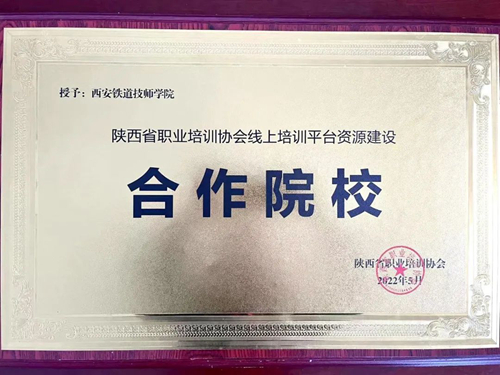 授予：西安铁道技师学院
陕西省职业培训协会线上培训平台资源建设
合作院校
陕西省职业培训协会
2022年5月